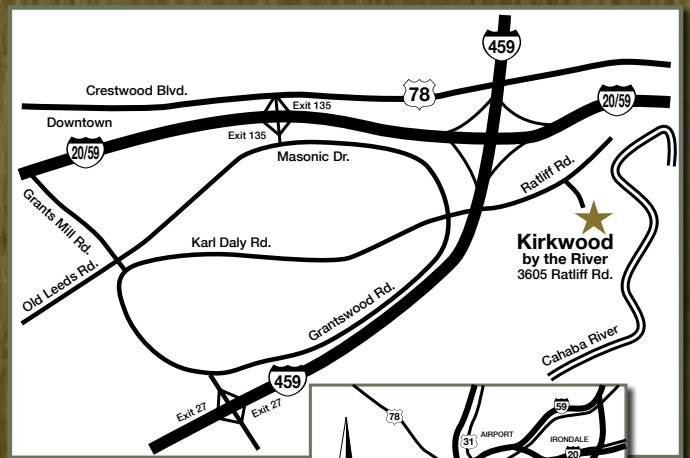 459
Crestwood Blvd.
78
20/59
Exit 135
Downtown
Exit 135
20/59
Masonic Dr.
Ratliff Rd.
Grants Mill Rd.
Kirkwood
by the River
3605 Ratliff Rd.
Karl Daly Rd.
Old Leeds Rd.
Grantswood Rd.
Cahaba River
459
Exit 27
Exit 27
78
59
31
AIRPORT
IRONDALE
20